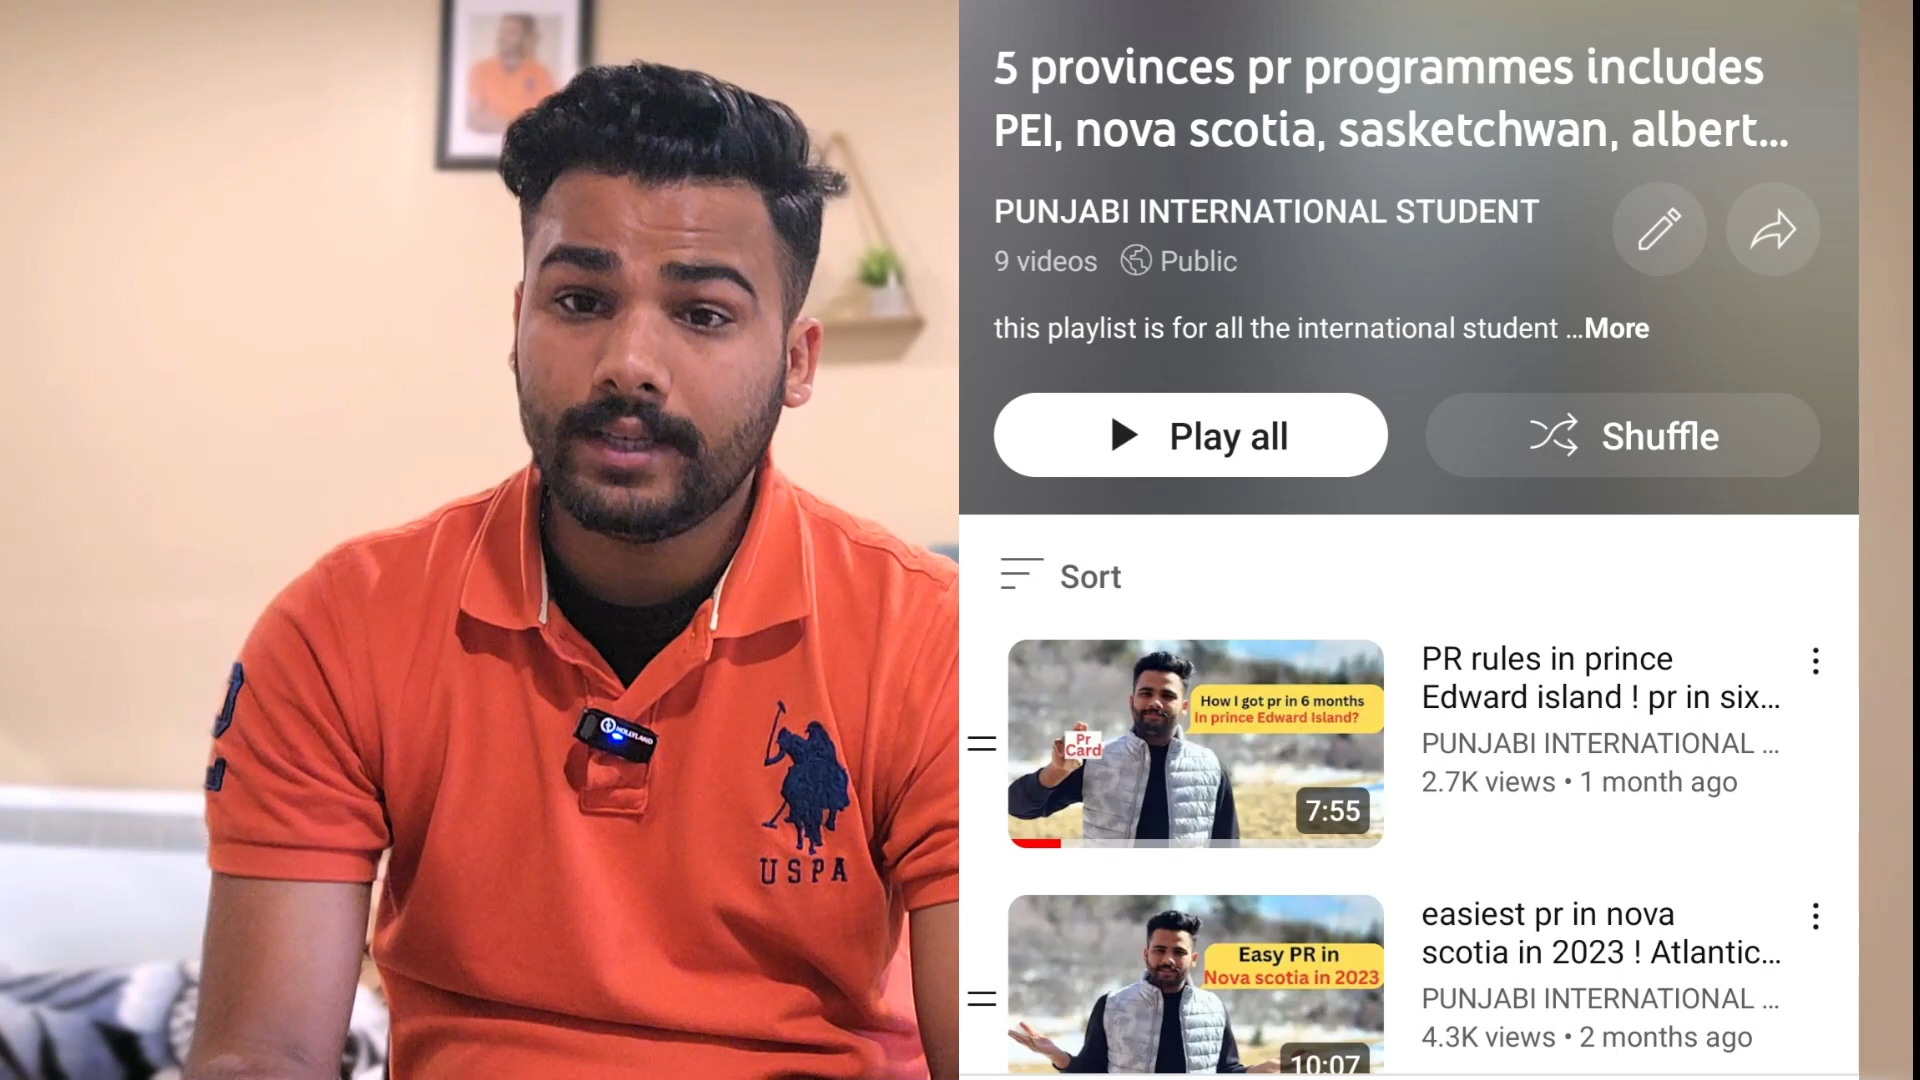 5 provinces pr programmes includes
PEI, nova scotia, sasketchwan, albert...
PUNJABI INTERNATIONAL STUDENT
9 videos Public
this playlist is for all the international student ...More
Play all
Shuffle
Sort
How I got pr in 6 months
In prince Edward Island?
Pr
Card
7:55
PR rules in prince
Edward island ! pr in six...
PUNJABI INTERNATIONAL ...
2.7K views • 1 month ago
Easy PR in
Nova scotia in 2023
10:07
easiest pr in nova
scotia in 2023 ! Atlantic...
PUNJABI INTERNATIONAL ...
4.3K views • 2 months ago
HOLLYLAND
USPA